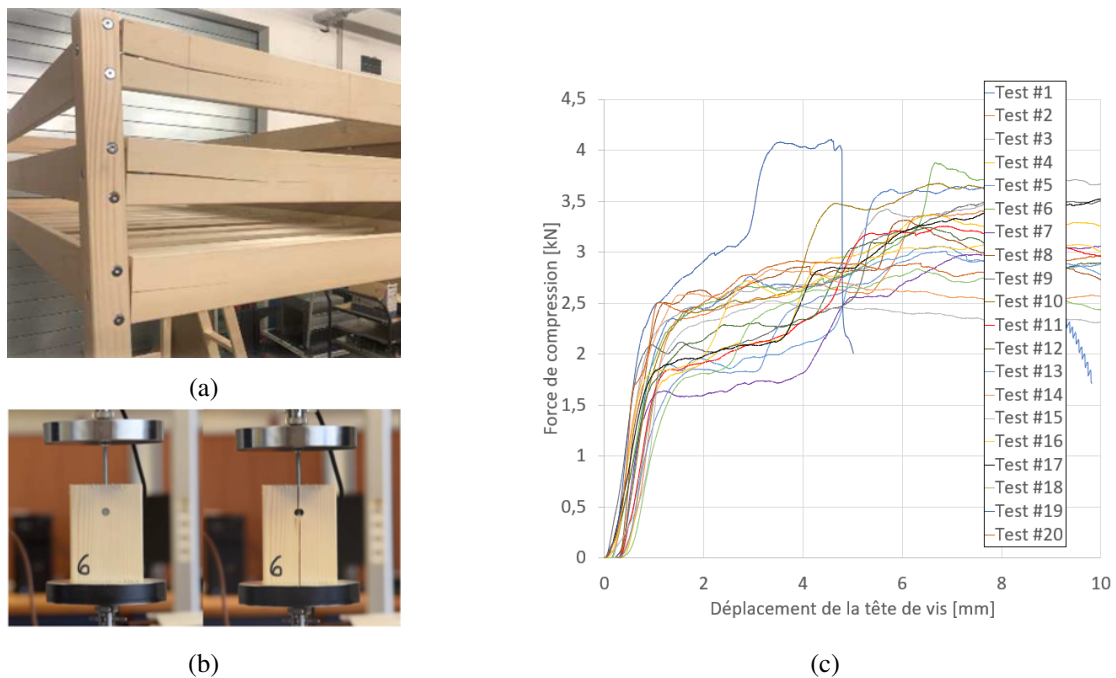 (a)
6
6
(b)
4,5
4
3,5
3
2,5
2
1,5
1
0,5
0
Force de compression [kN]
0
2
4
6
8
10
Déplacement de la tête de vis [mm]
Test #1
Test #2
Test #3
Test #4
Test #5
Test #6
Test #7
Test #8
Test #9
Test #10
Test #11
Test #12
Test #13
Test #14
Test #15
Test #16
Test #17
Test #18
Test #19
Test #20
(c)